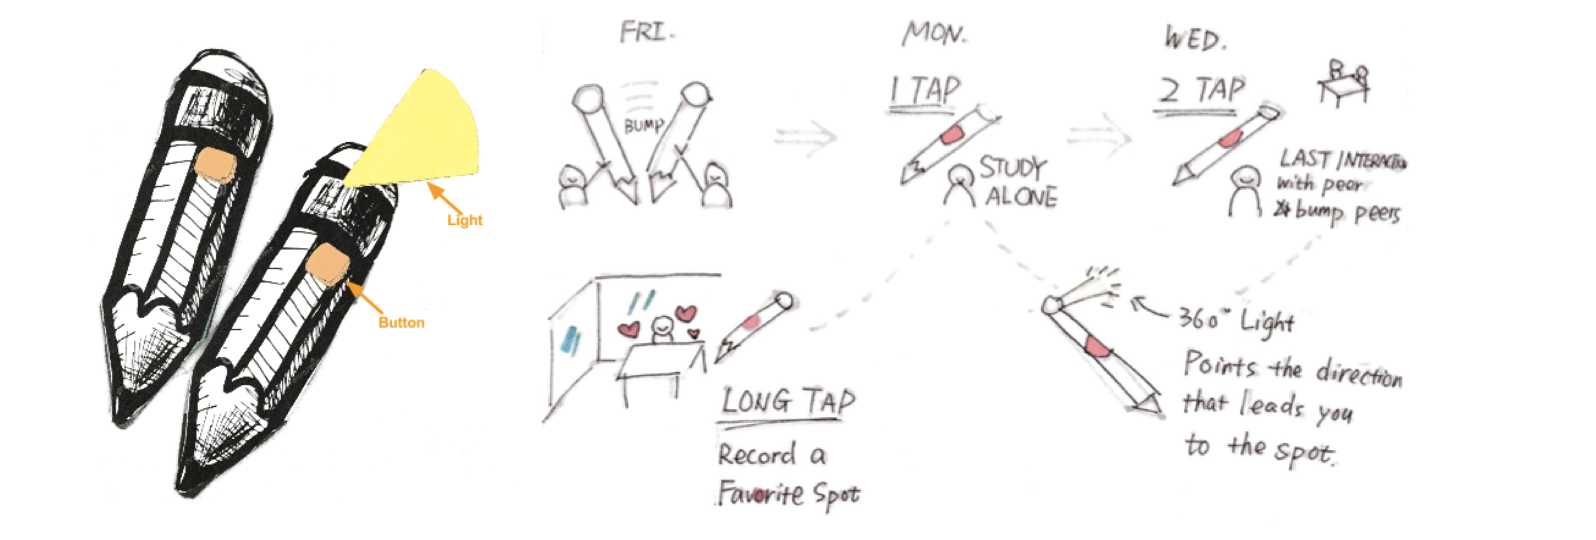 Light
Button
FRI.
BUMP
MON.
1 TAP
STUDY
ALONE
WED.
2 TAP
LAST INTERACTION
with peer
bump peers
LONG TAP
Record a
Favorite Spot
360° Light
Points the direction
that leads you
to the spot.